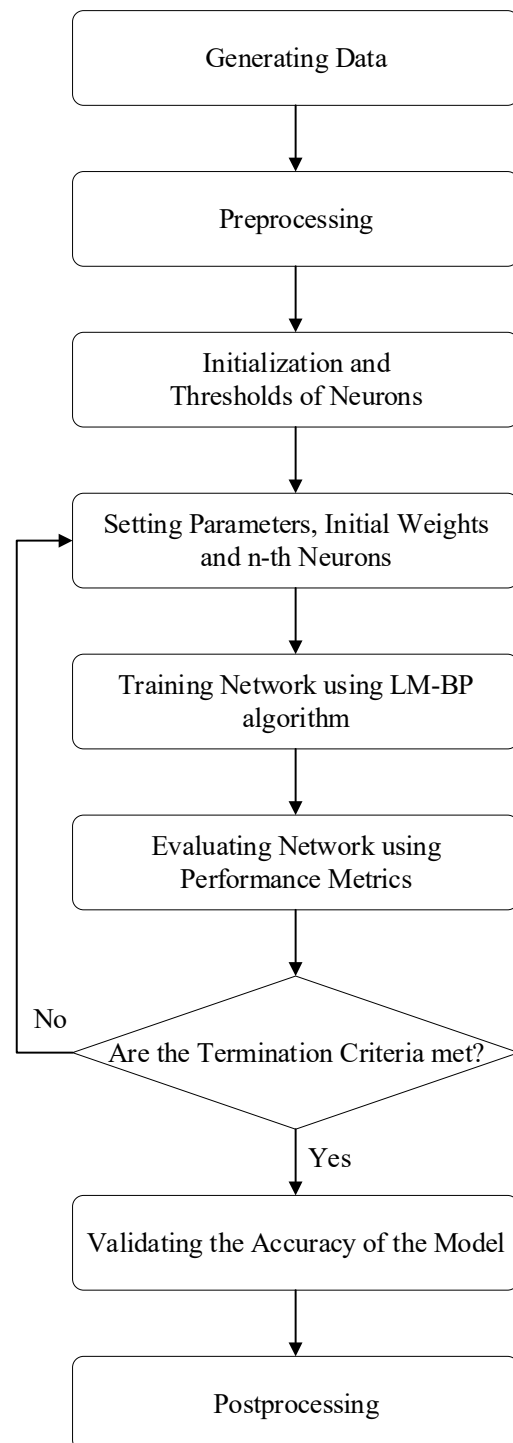 Generating Data
Preprocessing
Initialization and
Thresholds of Neurons
Setting Parameters, Initial Weights
and n-th Neurons
Training Network using LM-BP
algorithm
Evaluating Network using
Performance Metrics
No
Are the Termination Criteria met?
Yes
Validating the Accuracy of the Model
Postprocessing